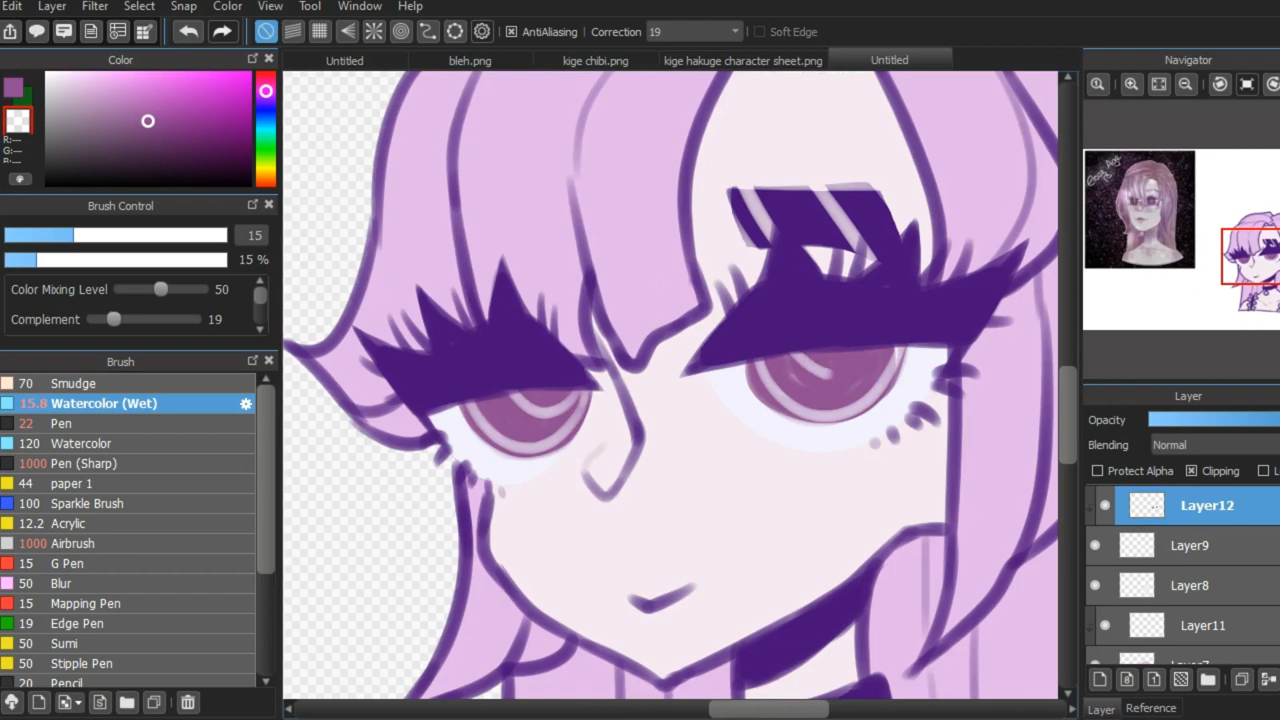 Edit Layer Filter Select Snap Color View Tool Window Help
AntiAliasing Correction 19 Soft Edge
Color
Untitled bleh.png kige chibi.png kige hakuge character sheet.png Untitled
Navigator
R:---
G:---
B:---
Brush Control
15
15 %
Color Mixing Level 50
Complement 19
Brush
70 Smudge
15.8 Watercolor (Wet)
22 Pen
120 Watercolor
1000 Pen (Sharp)
44 paper 1
100 Sparkle Brush
12.2 Acrylic
1000 Airbrush
15 G Pen
50 Blur
15 Mapping Pen
19 Edge Pen
50 Sumi
50 Stipple Pen
20 Pencil
Layer
Opacity
Blending Normal
Protect Alpha Clipping L
Layer12
Layer9
Layer8
Layer11
Layer7
Layer Reference